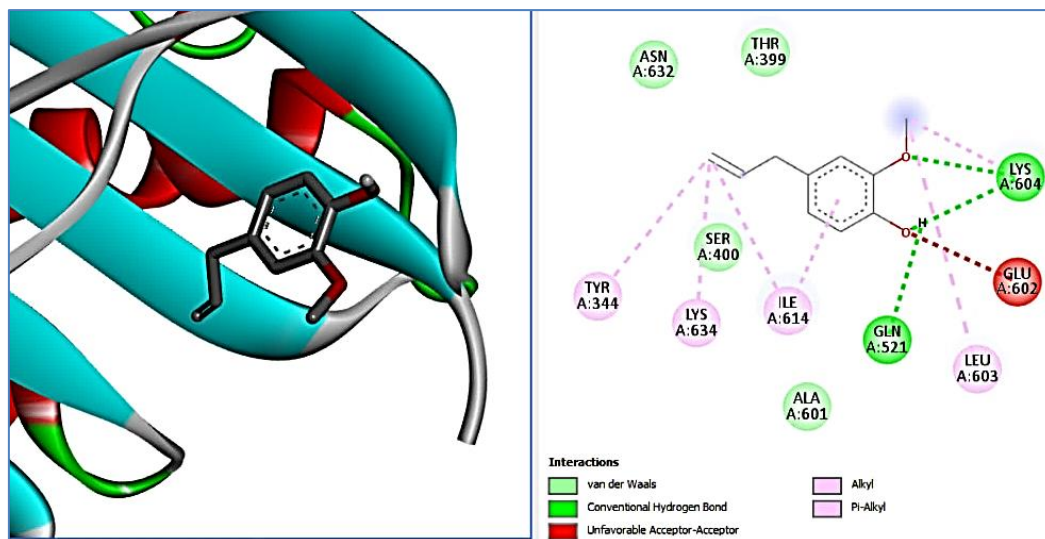 THR
A:399
ASN
A:632
LYS
A:604
H
O
O
SER
A:400
GLU
A:602
TYR
A:344
LYS
A:634
ILE
A:614
GLN
A:521
LEU
A:603
ALA
A:601
Interactions
van der Waals
Conventional Hydrogen Bond
Unfavorable Acceptor-Acceptor
Alkyl
Pi-Alkyl